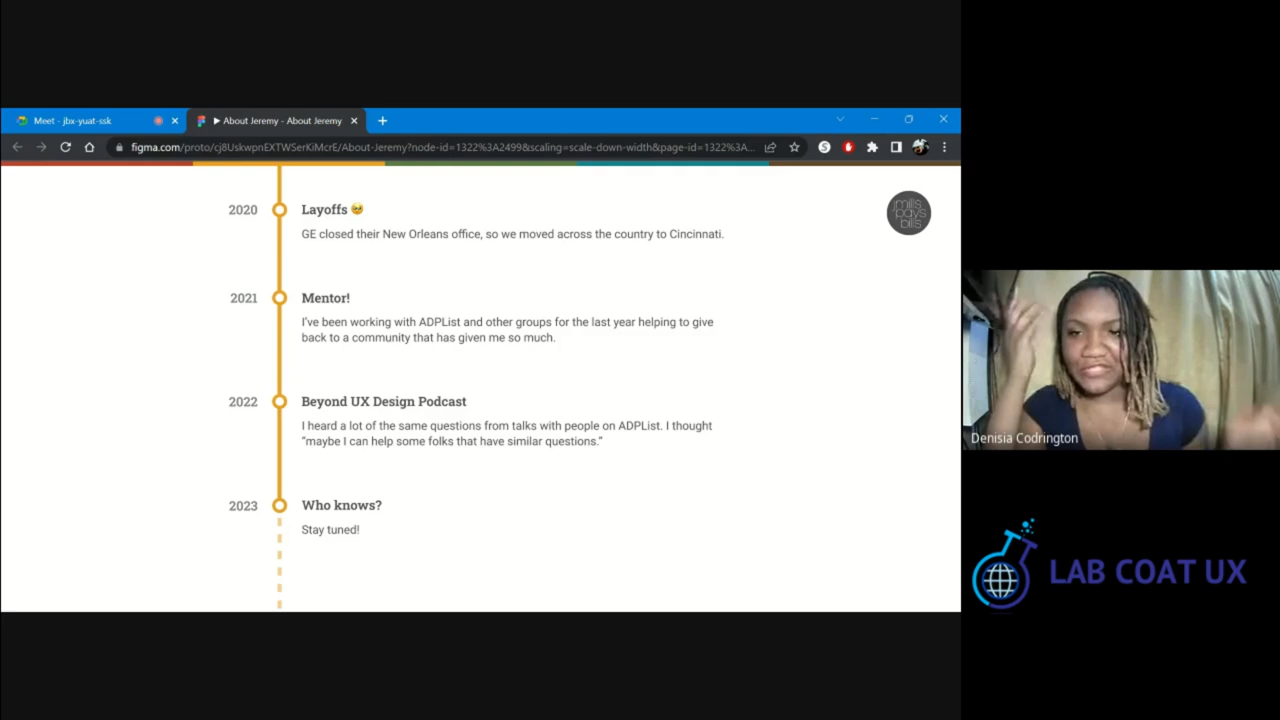 Meet - jbx-yuat-ssk
About Jeremy - About Jeremy
figma.com/proto/cj8UskwpnEXTWSerKiMcrE/About-Jeremy?node-id=1322%3A2499&scaling=scale-down-width&page-id=1322%3A...
2020
Layoffs 🥹
GE closed their New Orleans office, so we moved across the country to Cincinnati.
mills
pays
bills
2021
Mentor!
I've been working with ADPList and other groups for the last year helping to give
back to a community that has given me so much.
2022
Beyond UX Design Podcast
I heard a lot of the same questions from talks with people on ADPList. I thought
“maybe I can help some folks that have similar questions.”
2023
Who knows?
Stay tuned!
Denisia Codrington
LAB COAT UX